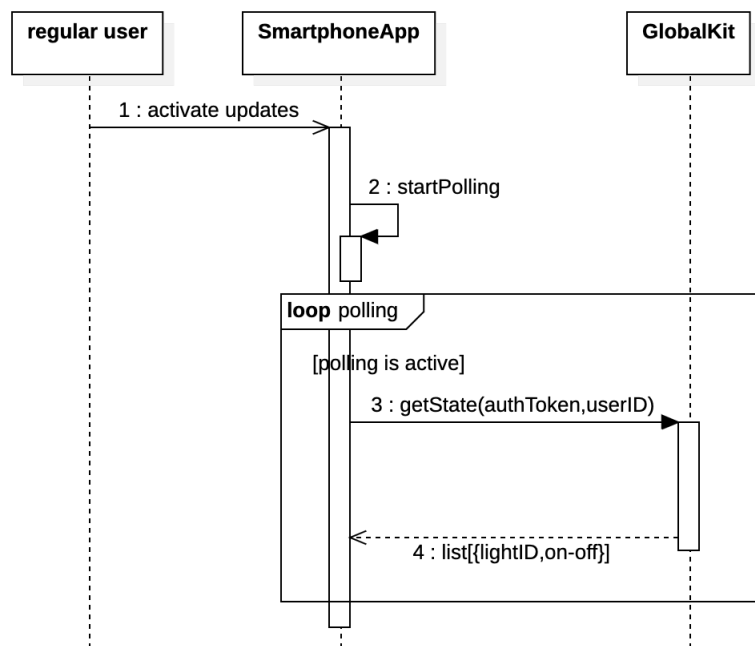 regular user
SmartphoneApp
GlobalKit
1 : activate updates
2 : startPolling
loop polling
[polling is active]
3 : getState(authToken,userID)
4 : list[{lightID,on-off}]